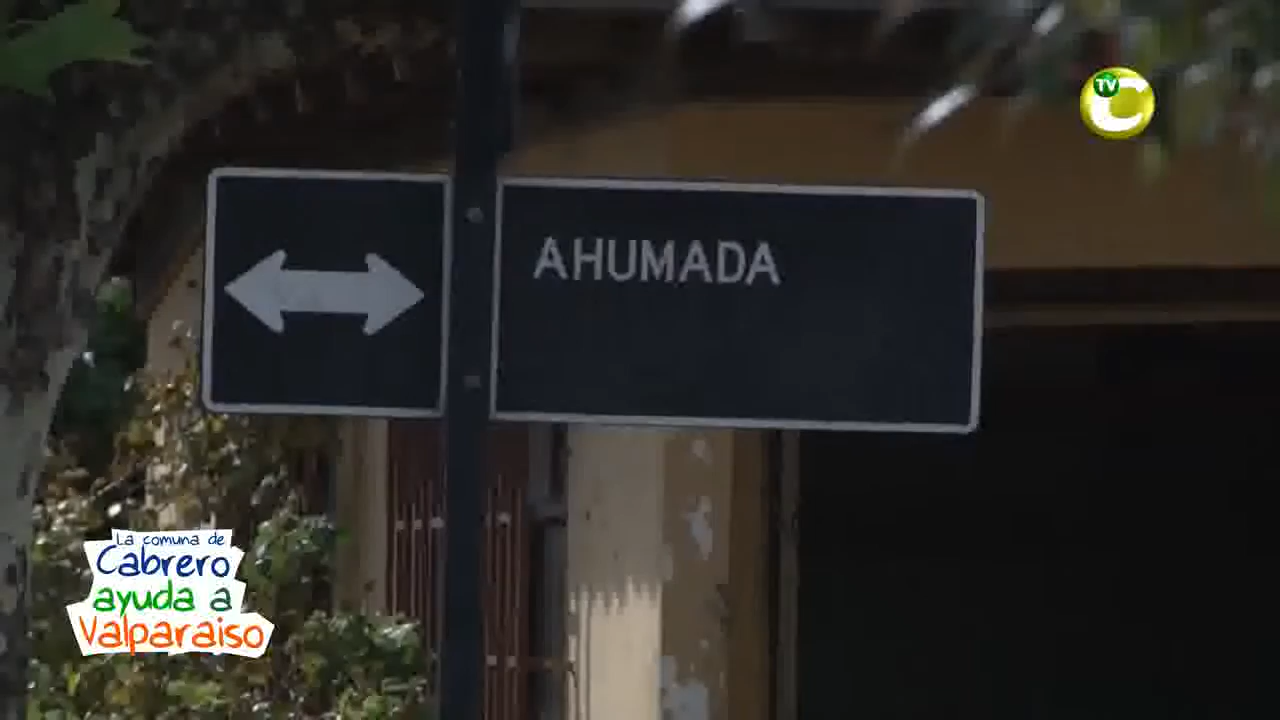 TV
C
AHUMADA
La comuna de
Cabrero
ayuda a
Valparaiso